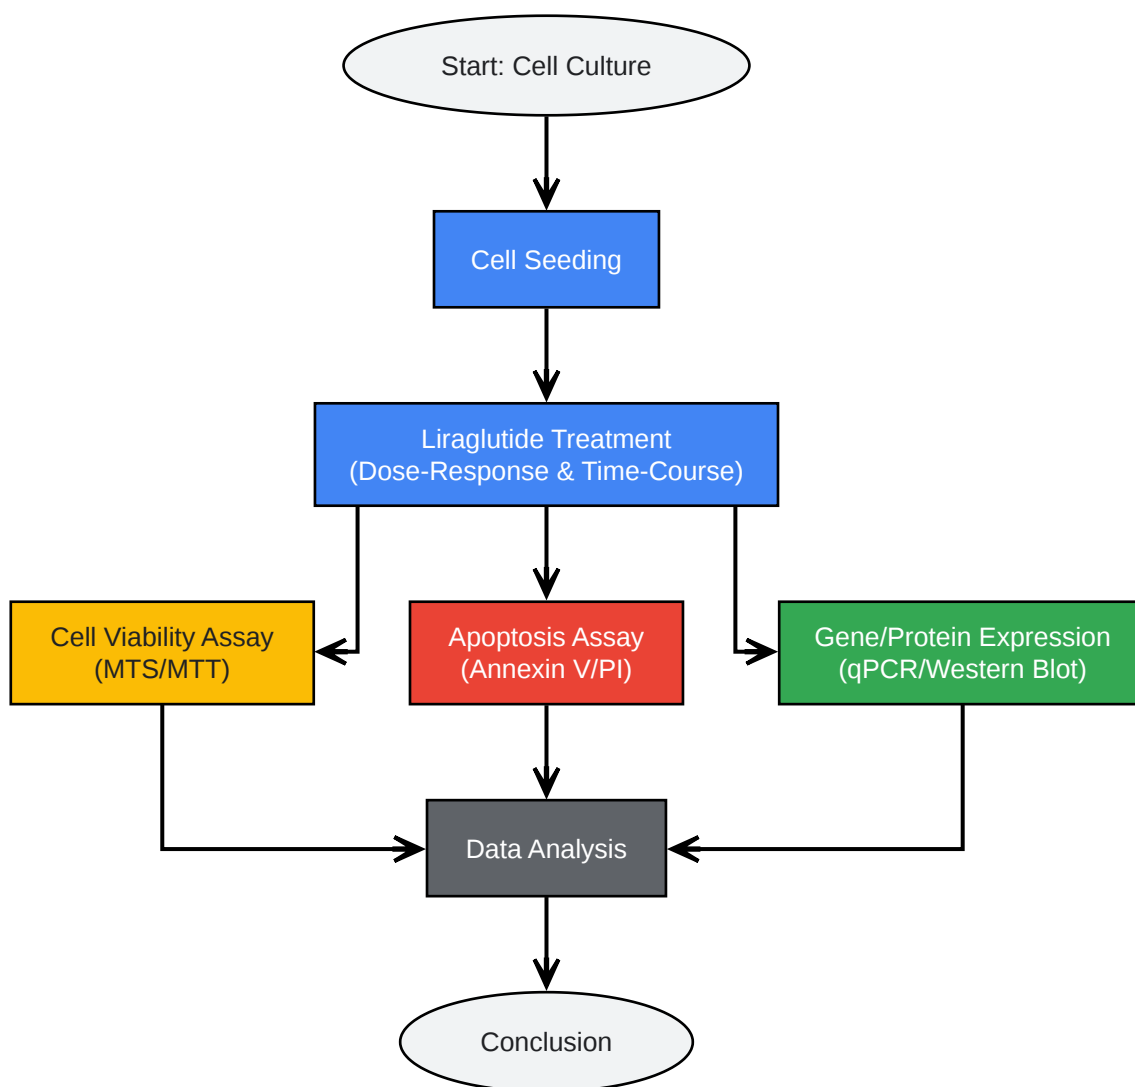 Start: Cell Culture
Cell Seeding
Liraglutide Treatment
(Dose-Response & Time-Course)
Cell Viability Assay
(MTS/MTT)
Apoptosis Assay
(Annexin V/PI)
Gene/Protein Expression
(qPCR/Western Blot)
Data Analysis
Conclusion